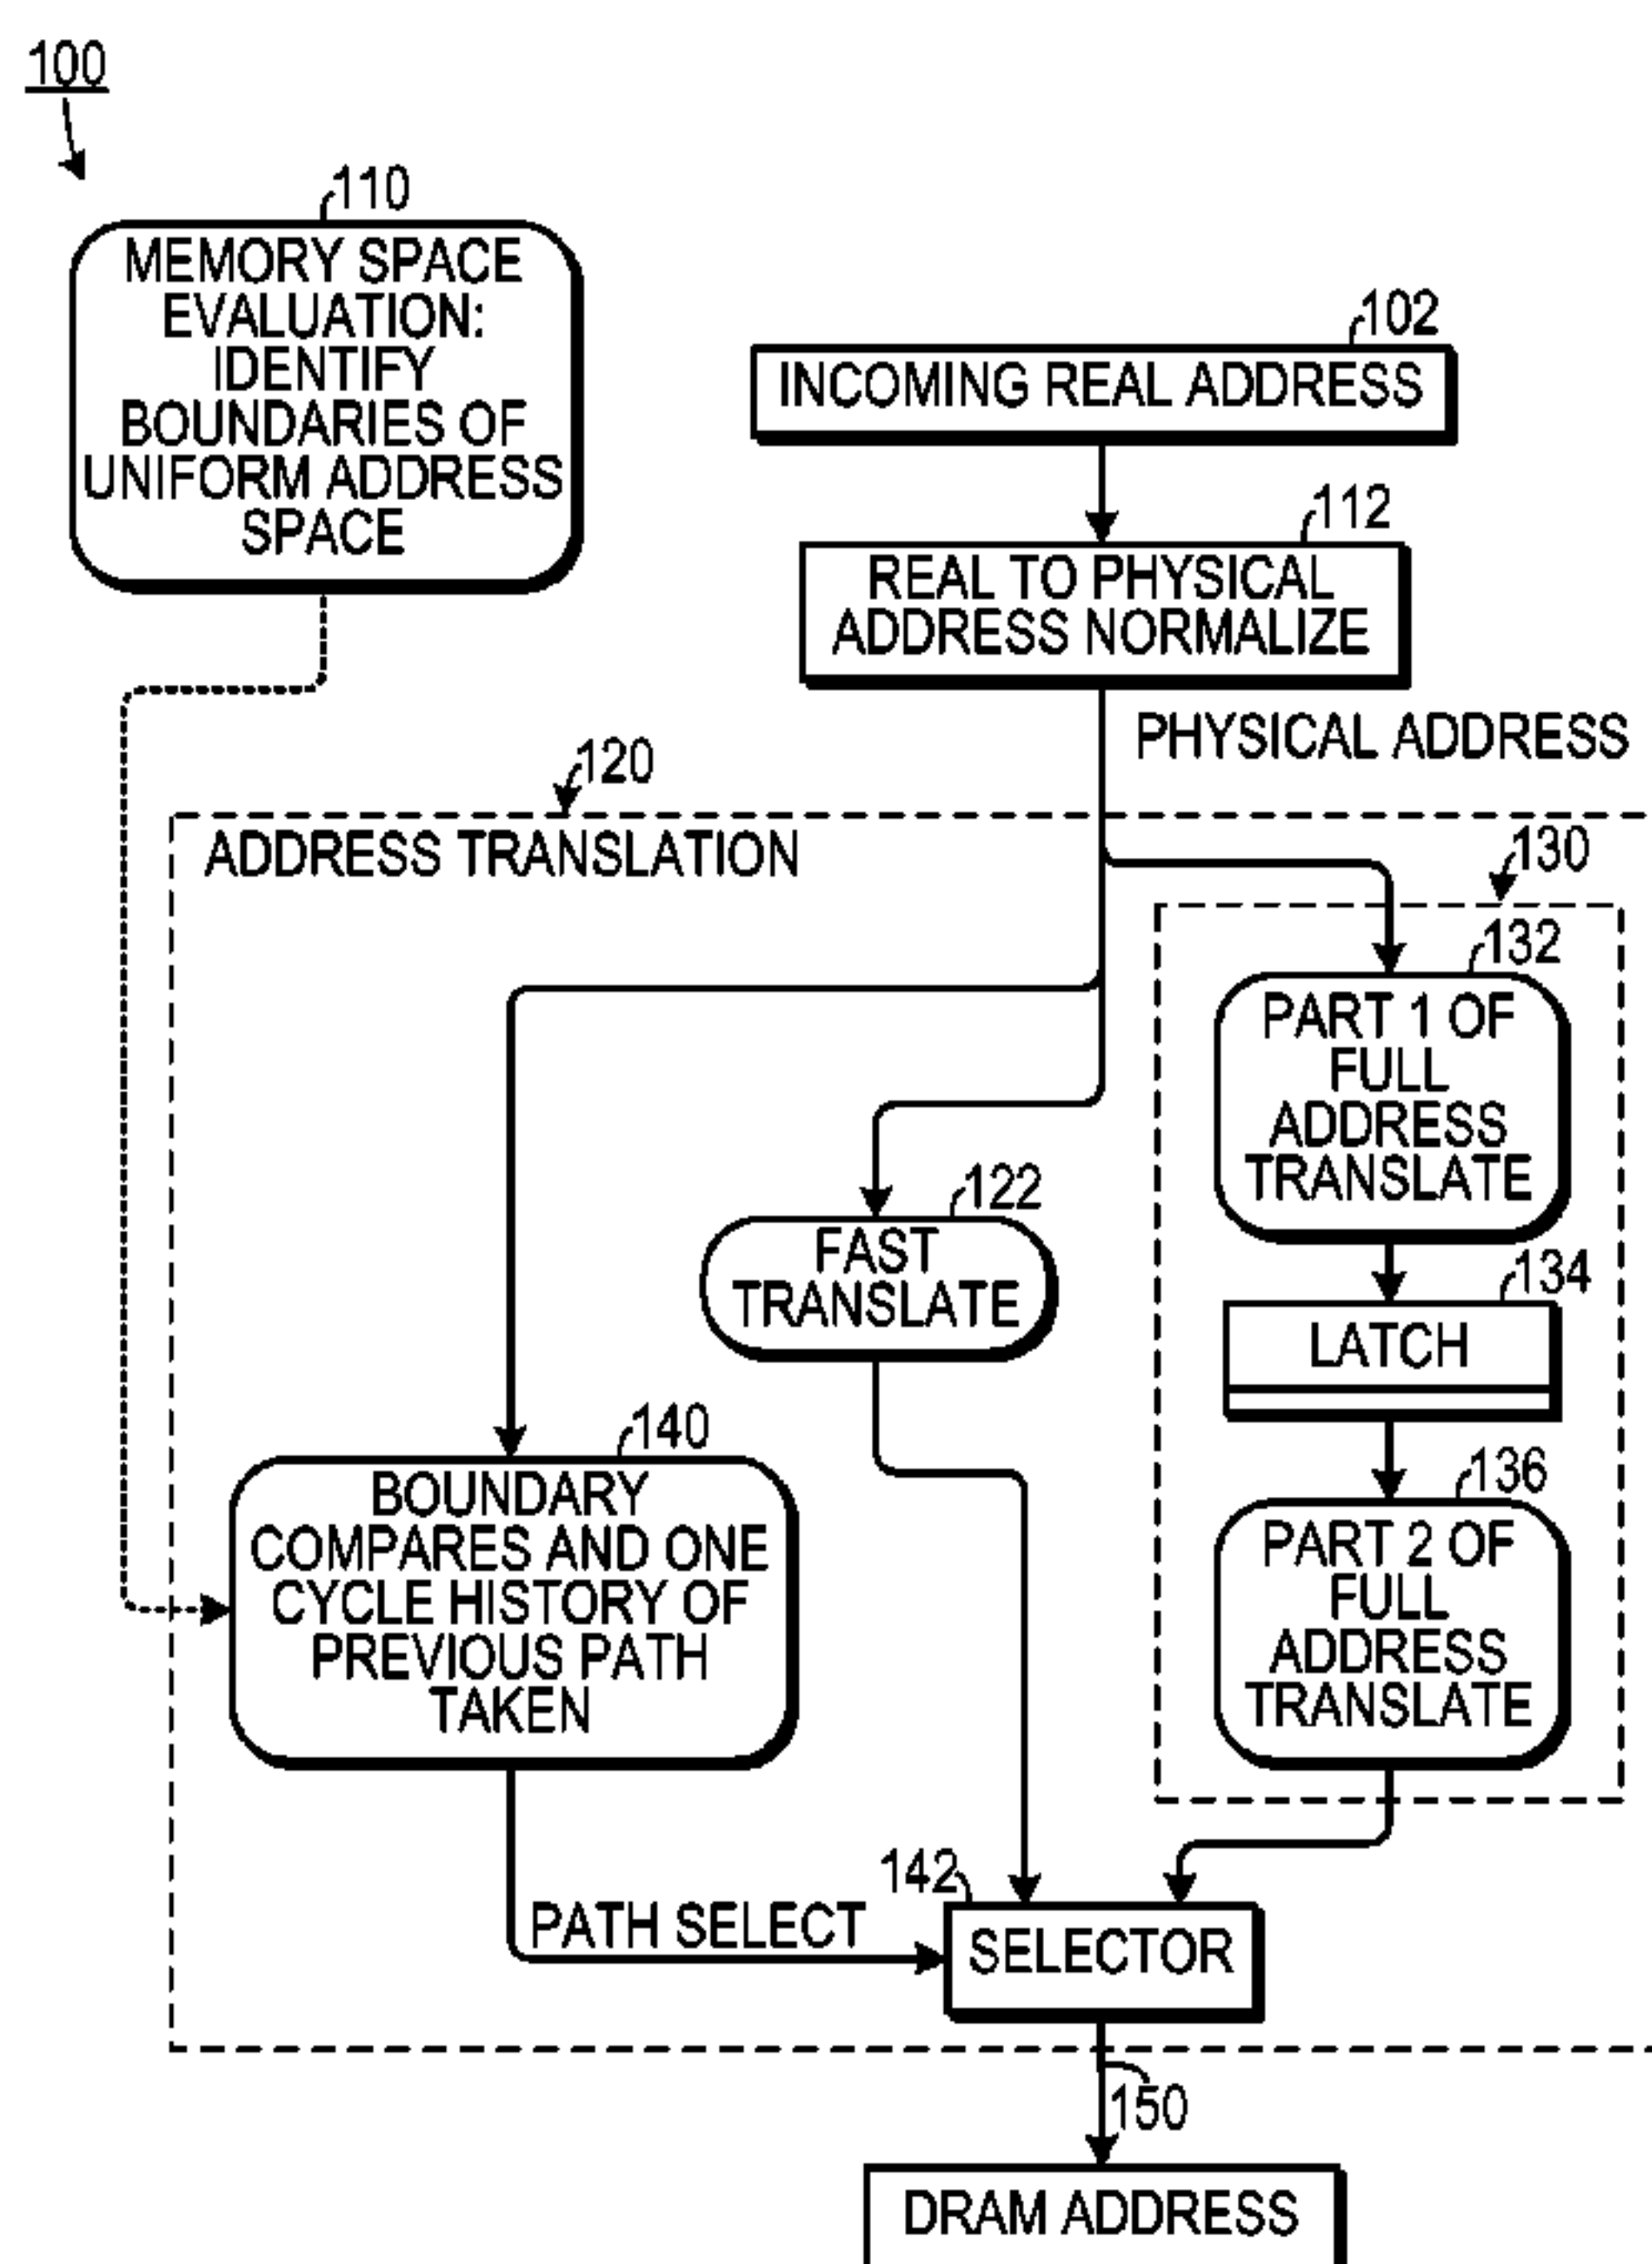 100
110
MEMORY SPACE
EVALUATION:
IDENTIFY
BOUNDARIES OF
UNIFORM ADDRESS
SPACE
102
INCOMING REAL ADDRESS
112
REAL TO PHYSICAL
ADDRESS NORMALIZE
PHYSICAL ADDRESS
120
ADDRESS TRANSLATION
130
132
PART 1 OF
FULL
ADDRESS
TRANSLATE
122
FAST
TRANSLATE
134
LATCH
140
BOUNDARY
COMPARES AND ONE
CYCLE HISTORY OF
PREVIOUS PATH
TAKEN
136
PART 2 OF
FULL
ADDRESS
TRANSLATE
142
PATH SELECT
SELECTOR
150
DRAM ADDRESS